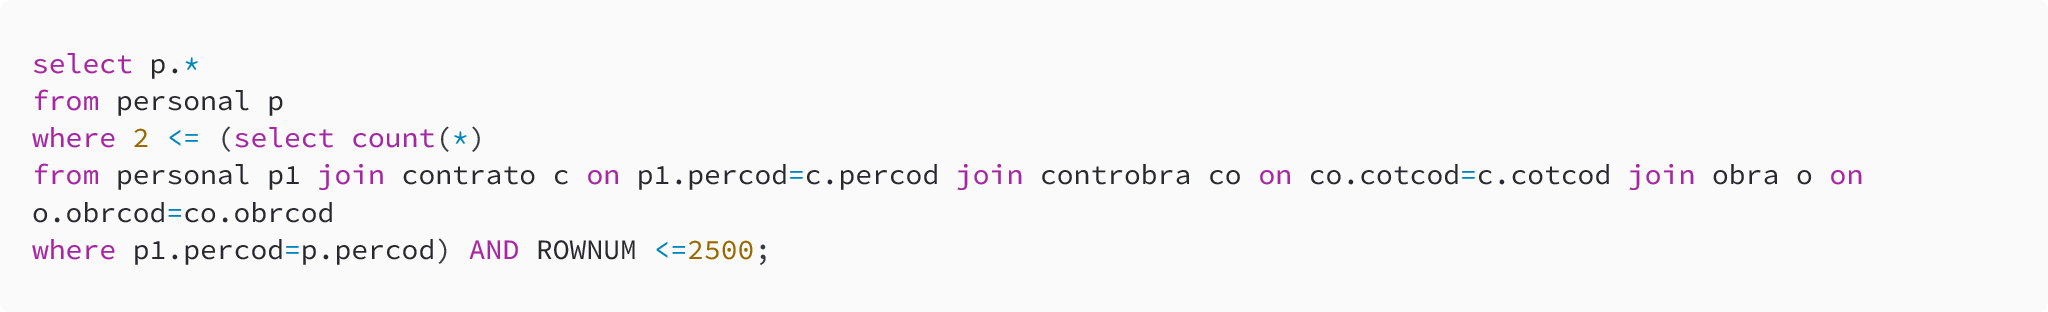 select p.*
from personal p
where 2 <= (select count(*)
from personal p1 join contrato c on p1.percod=c.percod join controbra co on co.cotcod=c.cotcod join obra o on
o.obrcod=co.obrcod
where p1.percod=p.percod) AND ROWNUM <=2500;